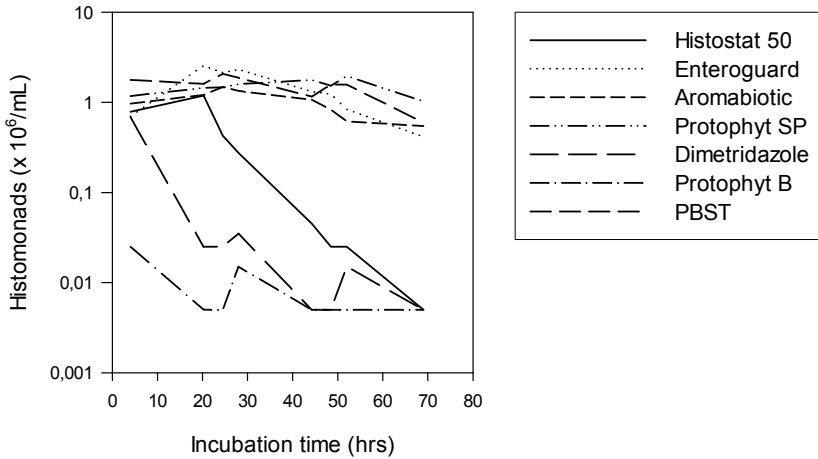 10
1
0,1
0,01
0,001
Histomonads (x 10⁶/mL)
0 10 20 30 40 50 60 70 80
Incubation time (hrs)
Histostat 50
Enteroguard
Aromabiotic
Protophyt SP
Dimetridazole
Protophyt B
PBST